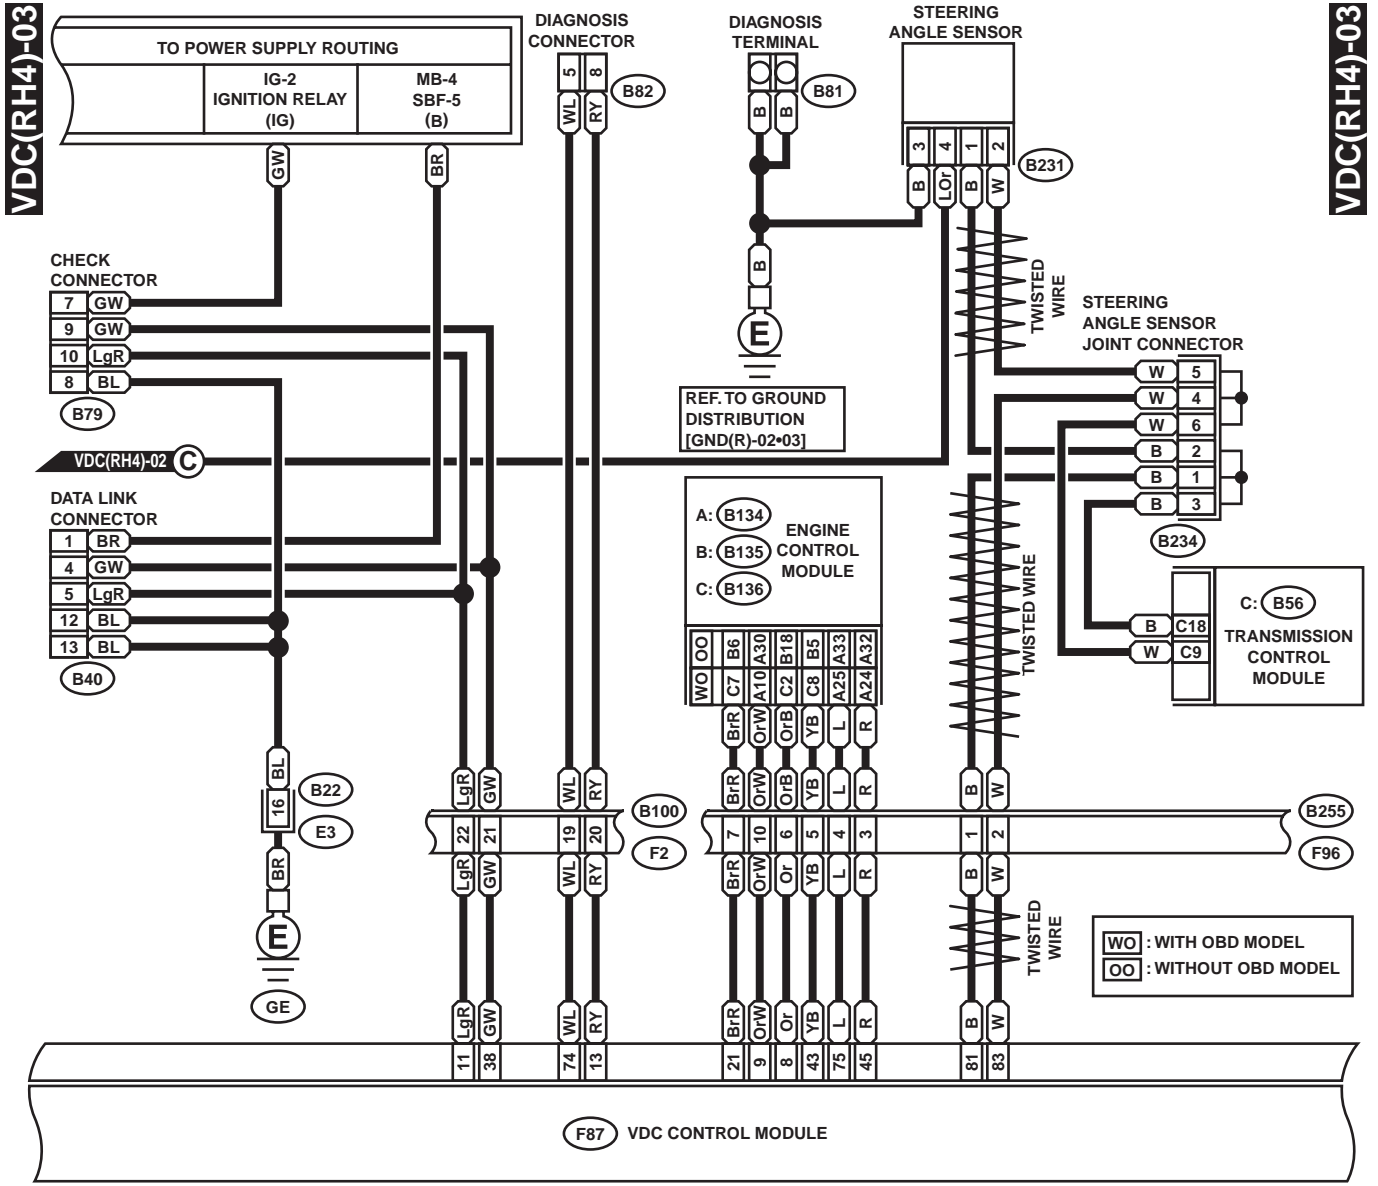 VDC(RH4)-03
VDC(RH4)-03
TO POWER SUPPLY ROUTING
IG-2
IGNITION RELAY
(IG)
MB-4
SBF-5
(B)
GW
BR
DIAGNOSIS
CONNECTOR
5 8
B82
WL RY
DIAGNOSIS
TERMINAL
B81
B B
B
E
REF. TO GROUND
DISTRIBUTION
[GND(R)-02•03]
STEERING
ANGLE SENSOR
3 4 1 2
B231
B LOr B W
TWISTED
WIRE
CHECK
CONNECTOR
7 GW
9 GW
10 LgR
8 BL
B79
VDC(RH4)-02 C
DATA LINK
CONNECTOR
1 BR
4 GW
5 LgR
12 BL
13 BL
B40
STEERING
ANGLE SENSOR
JOINT CONNECTOR
W 5
W 4
W 6
B 2
B 1
B 3
B234
A: B134
B: B135
C: B136
ENGINE
CONTROL
MODULE
OO B6 A30 B18 B5 A33 A32
WO C7 A10 C2 C8 A25 A24
BrR OrW OrB YB L R
TWISTED WIRE
C: B56
TRANSMISSION
CONTROL
MODULE
B C18
W C9
BL
16
B22
E3
BR
E
GE
LgR GW WL RY BrR OrW OrB YB L R B W
22 21 19 20 7 10 6 5 4 3 1 2
B100
F2
B255
F96
LgR GW WL RY BrR OrW Or YB L R B W
TWISTED
WIRE
WO : WITH OBD MODEL
OO : WITHOUT OBD MODEL
LgR GW WL RY BrR OrW Or YB L R B W
11 38 74 13 21 9 8 43 75 45 81 83
F87 VDC CONTROL MODULE